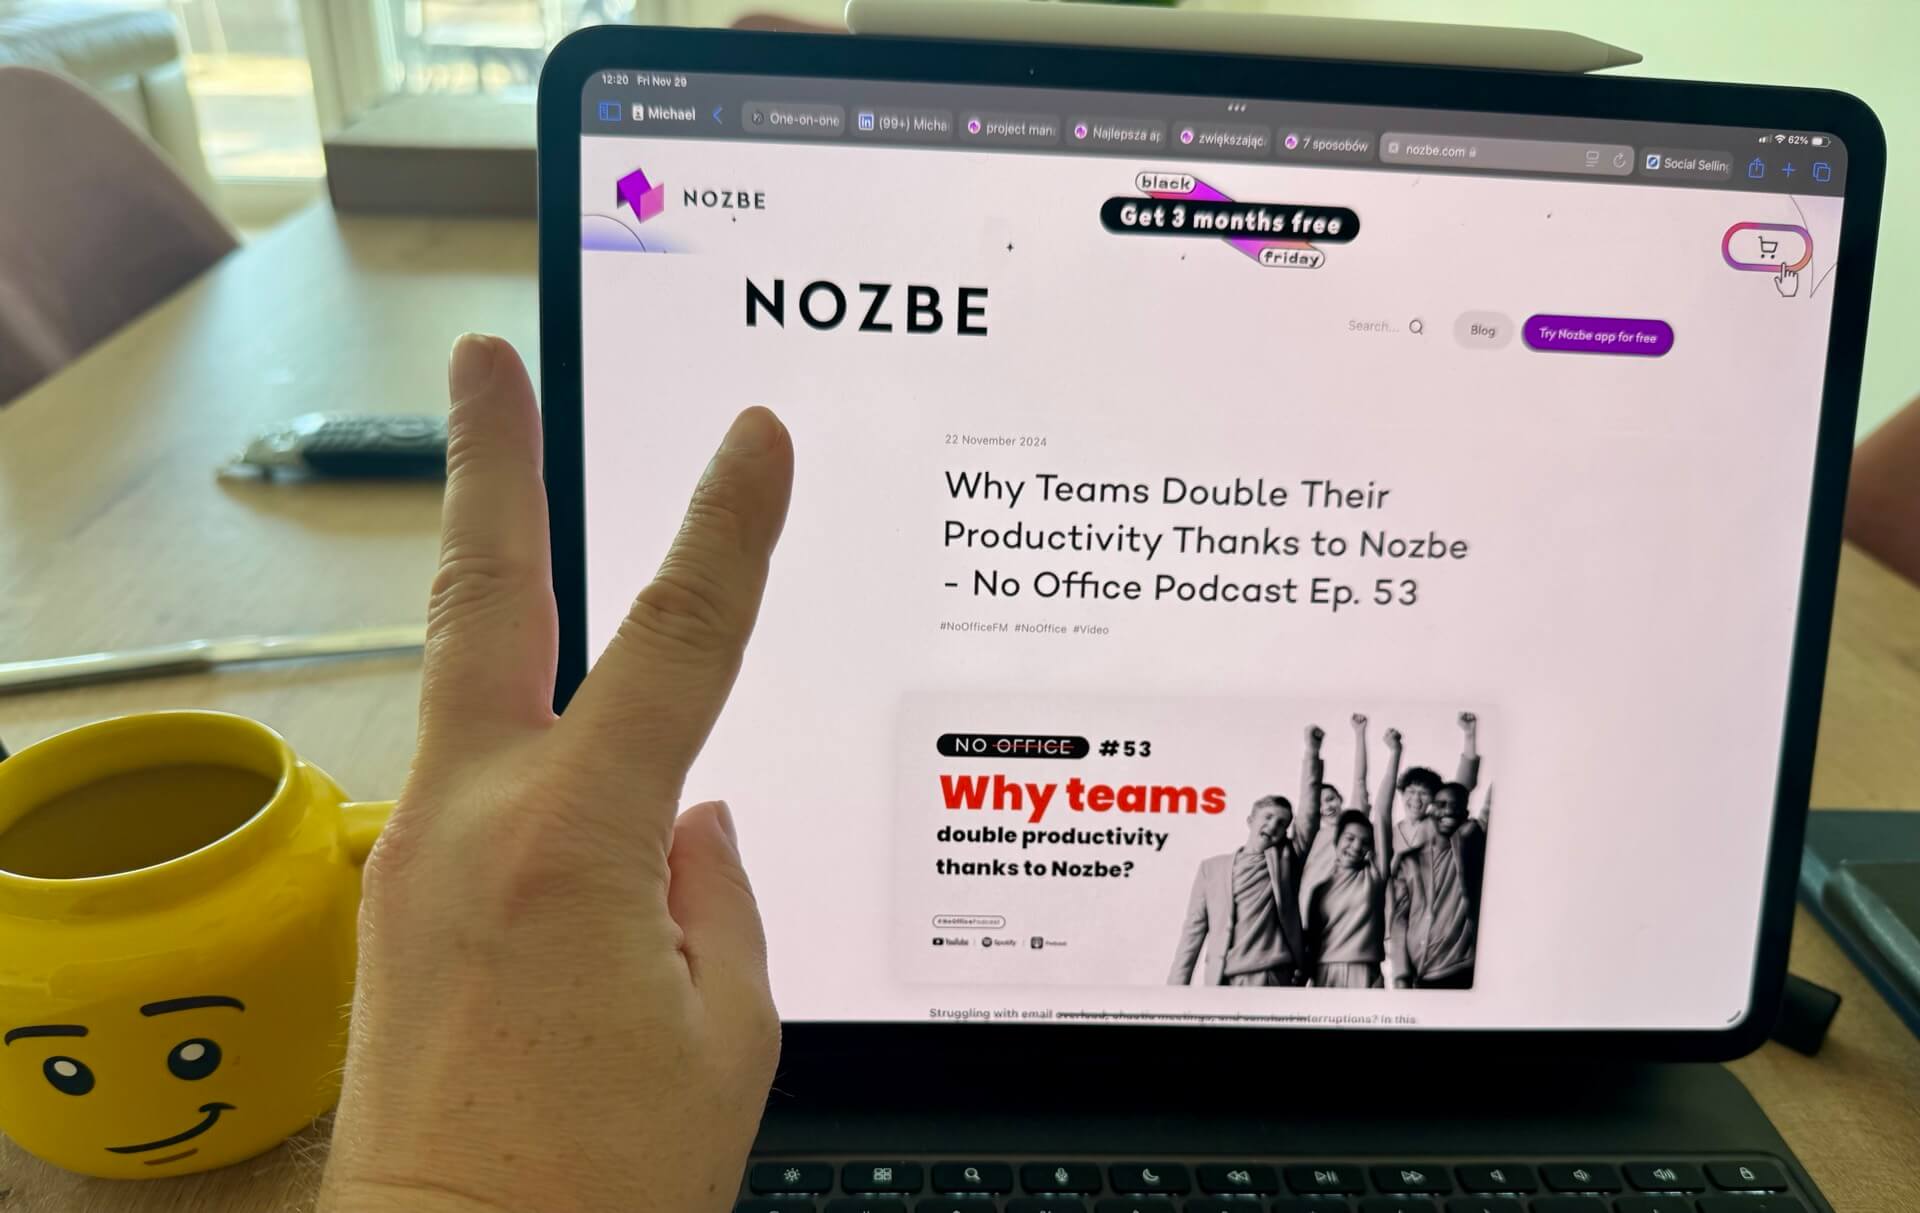 12:20 Fri Nov 29
62%
Michael
One-on-one
(99+) Micha
project man
Najlepsza ap
zwiększając
7 sposobów
nozbe.com
Social Selling
NOZBE
black
Get 3 months free
friday
NOZBE
Search...
Blog
Try Nozbe app for free
22 November 2024
Why Teams Double Their
Productivity Thanks to Nozbe
- No Office Podcast Ep. 53
#NoOfficeFM #NoOffice #Video
NO OFFICE #53
Why teams
double productivity
thanks to Nozbe?
#NoOfficePodcast
YouTube Spotify Podcast
Struggling with email overload, chaotic meetings, and constant interruptions? In this